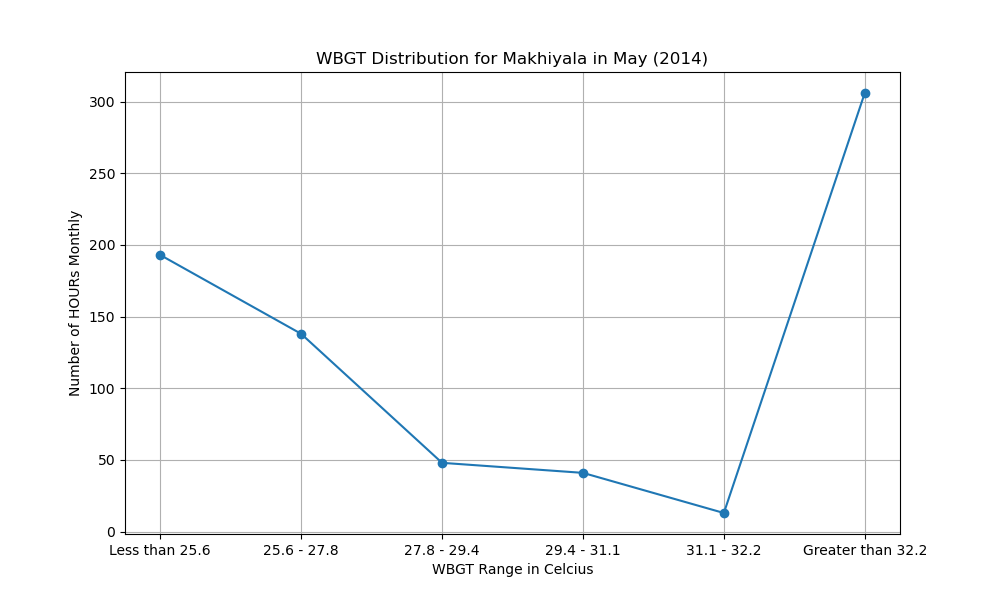 WBGT Distribution for Makhiyala in May (2014)
Number of HOURs Monthly
300
250
200
150
100
50
0
Less than 25.6 25.6 - 27.8 27.8 - 29.4 29.4 - 31.1 31.1 - 32.2 Greater than 32.2
WBGT Range in Celcius